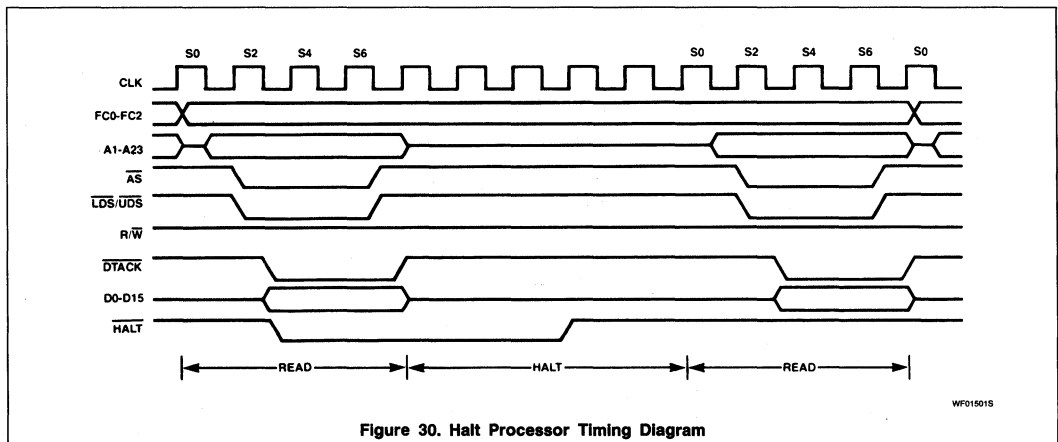 S0 S2 S4 S6 S0 S2 S4 S6 S0
CLK
FC0-FC2
A1-A23
AS
LDS/UDS
R/W
DTACK
D0-D15
HALT
READ HALT READ
WF01501S
Figure 30. Halt Processor Timing Diagram